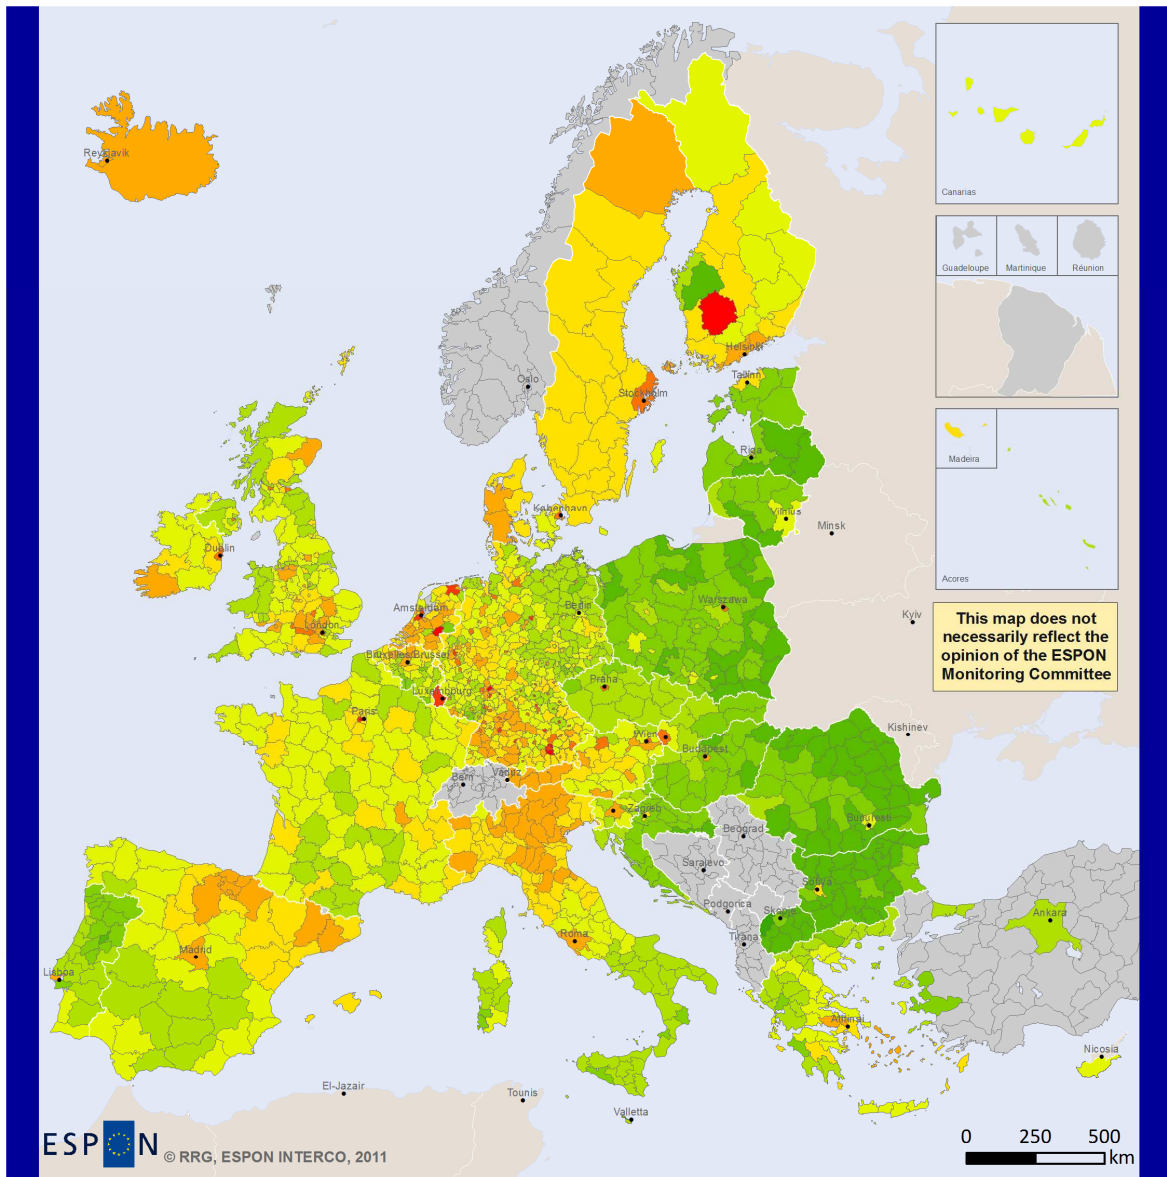 Reykjavik
Canarias
Guadeloupe
Martinique
Réunion
Oslo
Helsinki
Tallinn
Stockholm
Riga
Madeira
København
Vilnius
Minsk
Dublin
Acores
Amsterdam
Berlin
Warszawa
Kyiv
London
This map does not
necessarily reflect the
opinion of the ESPON
Monitoring Committee
Bruxelles/Brussel
Praha
Luxembourg
Paris
Wien
Kishinev
Budapest
Bern
Vaduz
Zagreb
Bucuresti
Beograd
Sarajevo
Sofiya
Podgorica
Skopje
Ankara
Roma
Tirana
Madrid
Lisboa
Athinai
Nicosia
El-Jazair
Tounis
Valletta
ESPON
© RRG, ESPON INTERCO, 2011
0 250 500
km